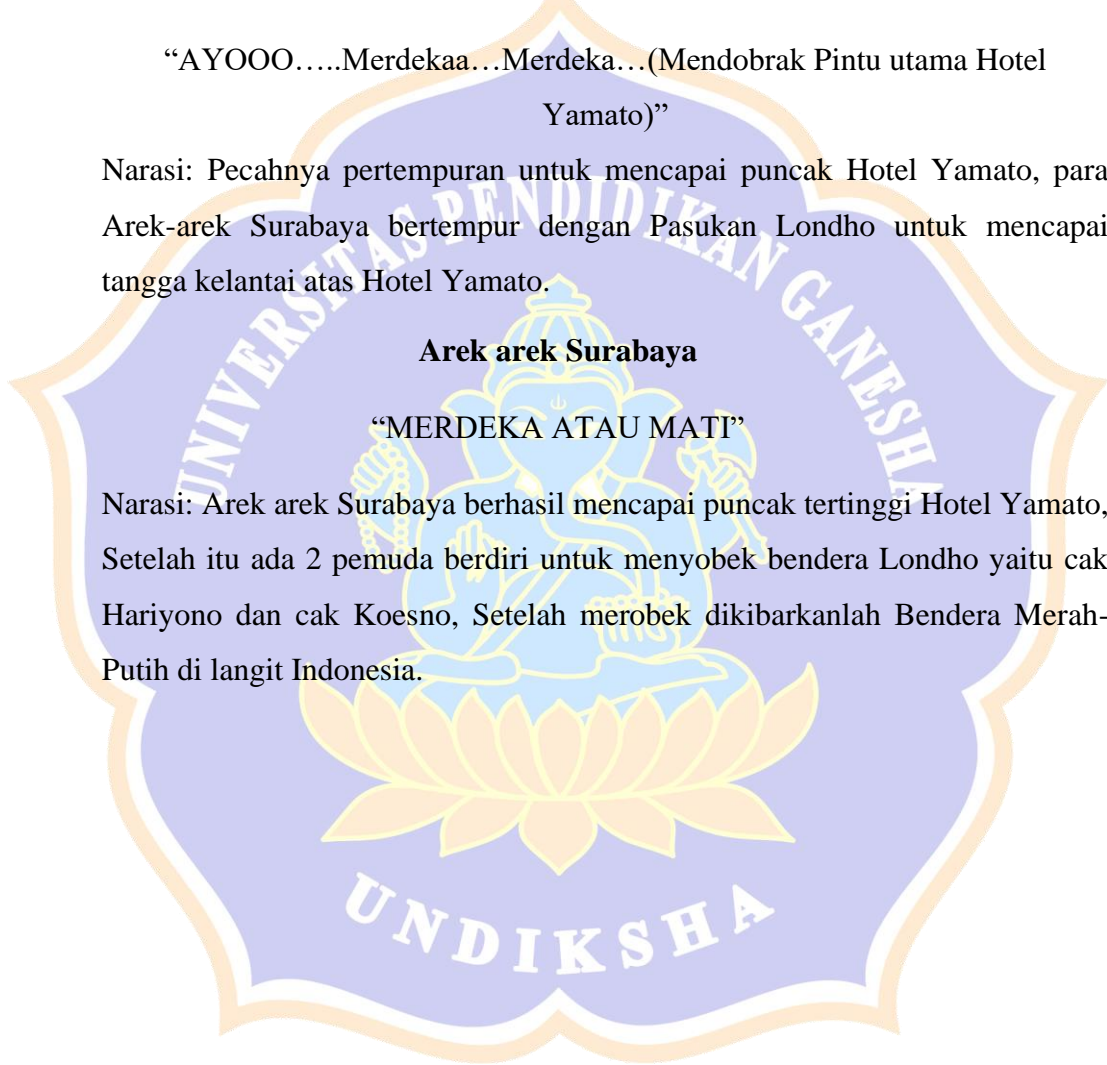 “AYOOO…..Merdekaa…Merdeka…(Mendobrak Pintu utama Hotel
Yamato)”
Narasi: Pecahnya pertempuran untuk mencapai puncak Hotel Yamato, para
Arek-arek Surabaya bertempur dengan Pasukan Londho untuk mencapai
tangga kelantai atas Hotel Yamato.
Arek arek Surabaya
“MERDEKA ATAU MATI”
Narasi: Arek arek Surabaya berhasil mencapai puncak tertinggi Hotel Yamato,
Setelah itu ada 2 pemuda berdiri untuk menyobek bendera Londho yaitu cak
Hariyono dan cak Koesno, Setelah merobek dikibarkanlah Bendera Merah-
Putih di langit Indonesia.
UNIVERSITAS PENDIDIKAN GANESHA
UNDIKSHA